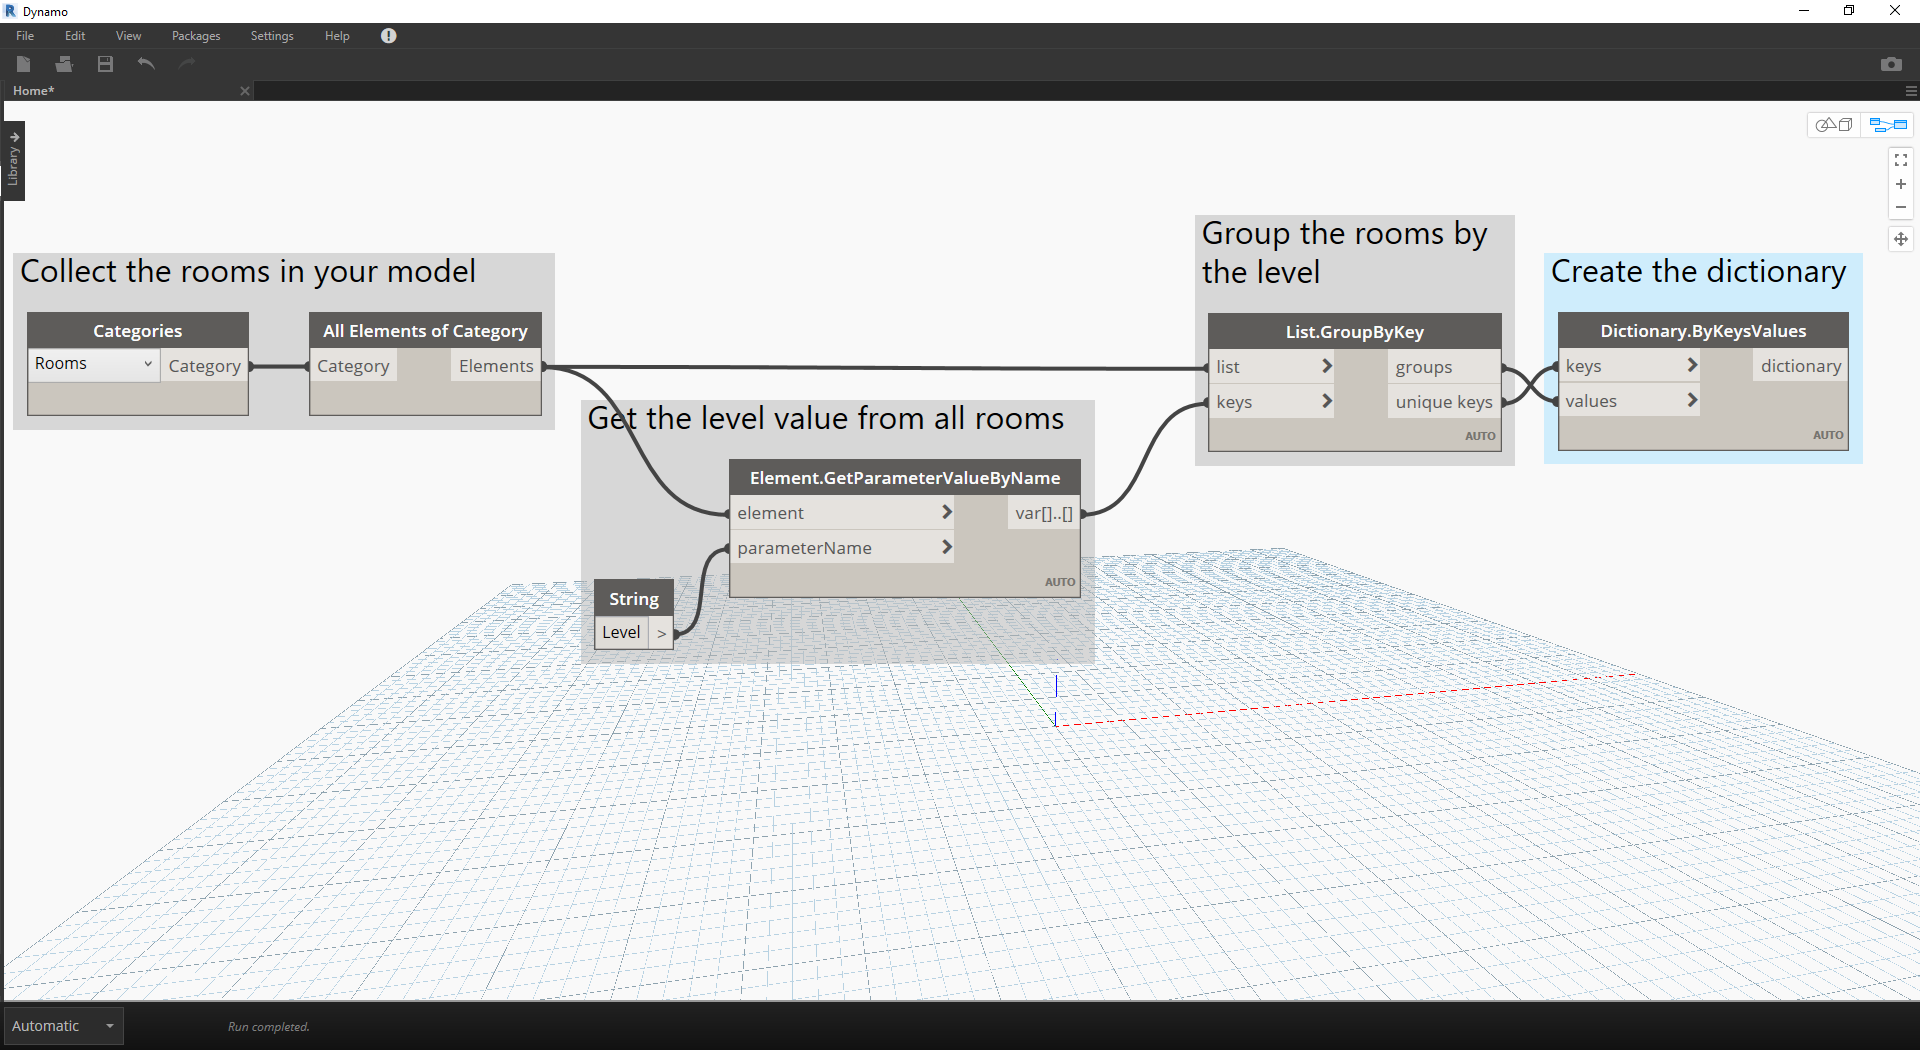 Dynamo
File Edit View Packages Settings Help
Home*
Library
Collect the rooms in your model
Categories
Rooms
Category
All Elements of Category
Category
Elements
Get the level value from all rooms
Element.GetParameterValueByName
element
var[]..[]
parameterName
AUTO
String
Level
>
Group the rooms by
the level
List.GroupByKey
list
groups
keys
unique keys
AUTO
Create the dictionary
Dictionary.ByKeysValues
keys
dictionary
values
AUTO
Automatic
Run completed.